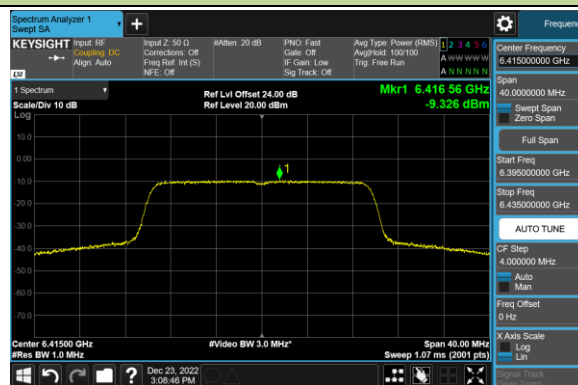 Spectrum Analyzer 1
Swept SA
Frequen
KEYSIGHT
Input: RF
Coupling: DC
Align: Auto
Input Z: 50 Ω
Corrections: Off
Freq Ref: Int (S)
NFE: Off
#Atten: 20 dB
PNO: Fast
Gate: Off
IF Gain: Low
Sig Track: Off
Avg Type: Power (RMS)
Avg|Hold: 100/100
Trig: Free Run
1 2 3 4 5 6
A W W W W W
A N N N N N
LXI
1 Spectrum
Scale/Div 10 dB
Log
Ref Lvl Offset 24.00 dB
Ref Level 20.00 dBm
Mkr1 6.416 56 GHz
-9.326 dBm
10.0
0.00
-10.0
-20.0
-30.0
-40.0
-50.0
-60.0
-70.0
1
Center 6.41500 GHz
#Res BW 1.0 MHz
#Video BW 3.0 MHz*
Span 40.00 MHz
Sweep 1.07 ms (2001 pts)
Center Frequency
6.415000000 GHz
Span
40.0000000 MHz
Swept Span
Zero Span
Full Span
Start Freq
6.395000000 GHz
Stop Freq
6.435000000 GHz
AUTO TUNE
CF Step
4.000000 MHz
Auto
Man
Freq Offset
0 Hz
X Axis Scale
Log
Lin
Signal Track
Dec 23, 2022
3:08:46 PM